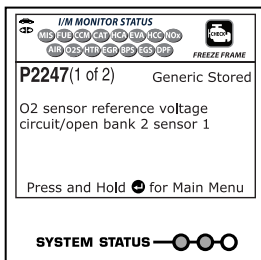 I/M MONITOR STATUS
MIS FUE CCM CAT HCA EVA HCC NOx
AIR O2S HTR EGR BPS EGS DPF
CHECK
FREEZE FRAME
P2247(1 of 2) Generic Stored
O2 sensor reference voltage
circuit/open bank 2 sensor 1
Press and Hold for Main Menu
SYSTEM STATUS